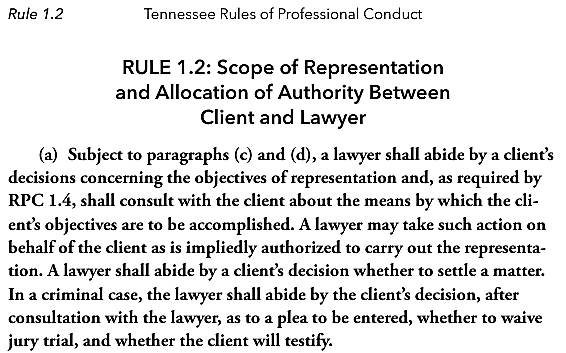 Rule 1.2 Tennessee Rules of Professional Conduct
RULE 1.2: Scope of Representation
and Allocation of Authority Between
Client and Lawyer
(a) Subject to paragraphs (c) and (d), a lawyer shall abide by a client’s
decisions concerning the objectives of representation and, as required by
RPC 1.4, shall consult with the client about the means by which the cli-
ent’s objectives are to be accomplished. A lawyer may take such action on
behalf of the client as is impliedly authorized to carry out the representa-
tion. A lawyer shall abide by a client’s decision whether to settle a matter.
In a criminal case, the lawyer shall abide by the client’s decision, after
consultation with the lawyer, as to a plea to be entered, whether to waive
jury trial, and whether the client will testify.